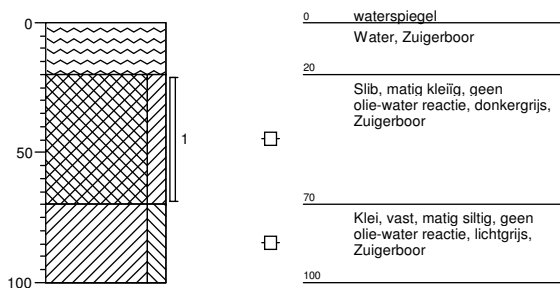 0
50
100
1
0 waterspiegel
Water, Zuigerboor
20
Slib, matig kleiïg, geen
olie-water reactie, donkergrijs,
Zuigerboor
70
Klei, vast, matig siltig, geen
olie-water reactie, lichtgrijs,
Zuigerboor
100